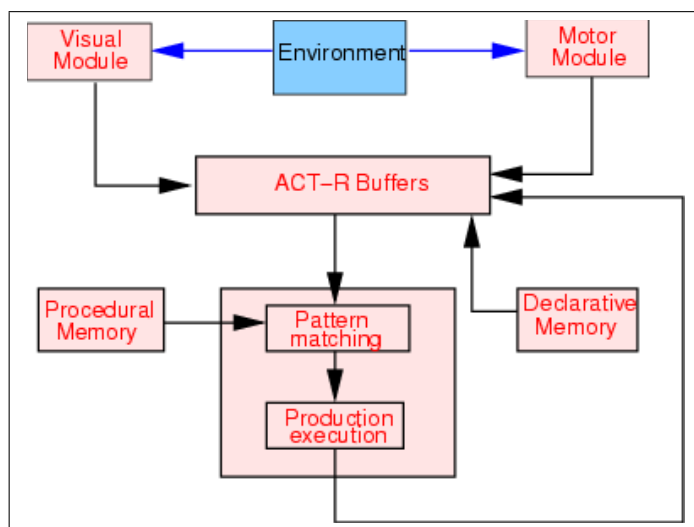 Visual
Module
Environment
Motor
Module
ACT-R Buffers
Procedural
Memory
Pattern
matching
Declarative
Memory
Production
execution